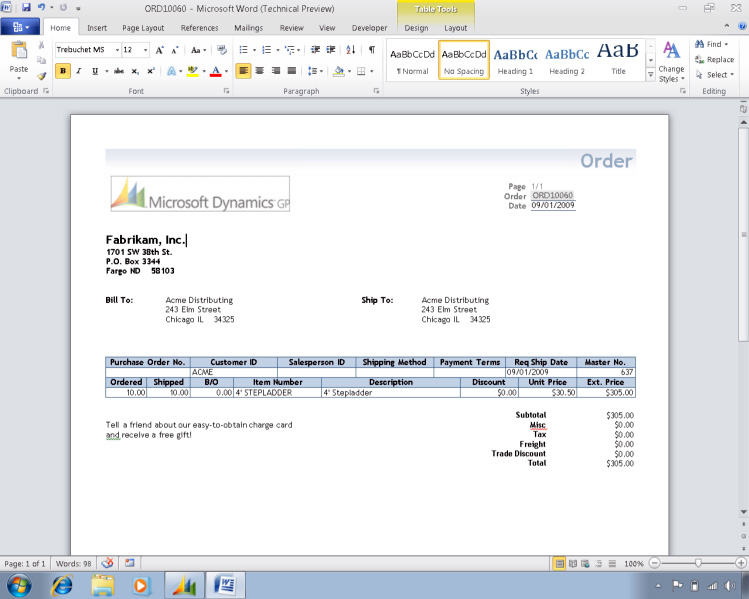 ORD10060 - Microsoft Word (Technical Preview)
Table Tools
Home Insert Page Layout References Mailings Review View Developer Design Layout
Trebuchet MS 12
AaBbCcDd AaBbCcDd AaBbCc AaBbCc AaB
Paste
¶ Normal No Spacing Heading 1 Heading 2 Title
Change Styles
Find
Replace
Select
Clipboard Font Paragraph Styles Editing
Order
Microsoft Dynamics GP
Page 1/1
Order ORD10060
Date 09/01/2009
Fabrikam, Inc.
1701 SW 38th St.
P.O. Box 3344
Fargo ND 58103
Bill To: Acme Distributing Ship To: Acme Distributing
243 Elm Street 243 Elm Street
Chicago IL 34325 Chicago IL 34325
Purchase Order No. Customer ID Salesperson ID Shipping Method Payment Terms Req Ship Date Master No.
ACME 09/01/2009 637
Ordered Shipped B/O Item Number Description Discount Unit Price Ext. Price
10.00 10.00 0.00 4' STEPLADDER 4' Stepladder $0.00 $30.50 $305.00
Subtotal $305.00
Tell a friend about our easy-to-obtain charge card Misc $0.00
and receive a free gift! Tax $0.00
Freight $0.00
Trade Discount $0.00
Total $305.00
Page: 1 of 1 Words: 98 100%